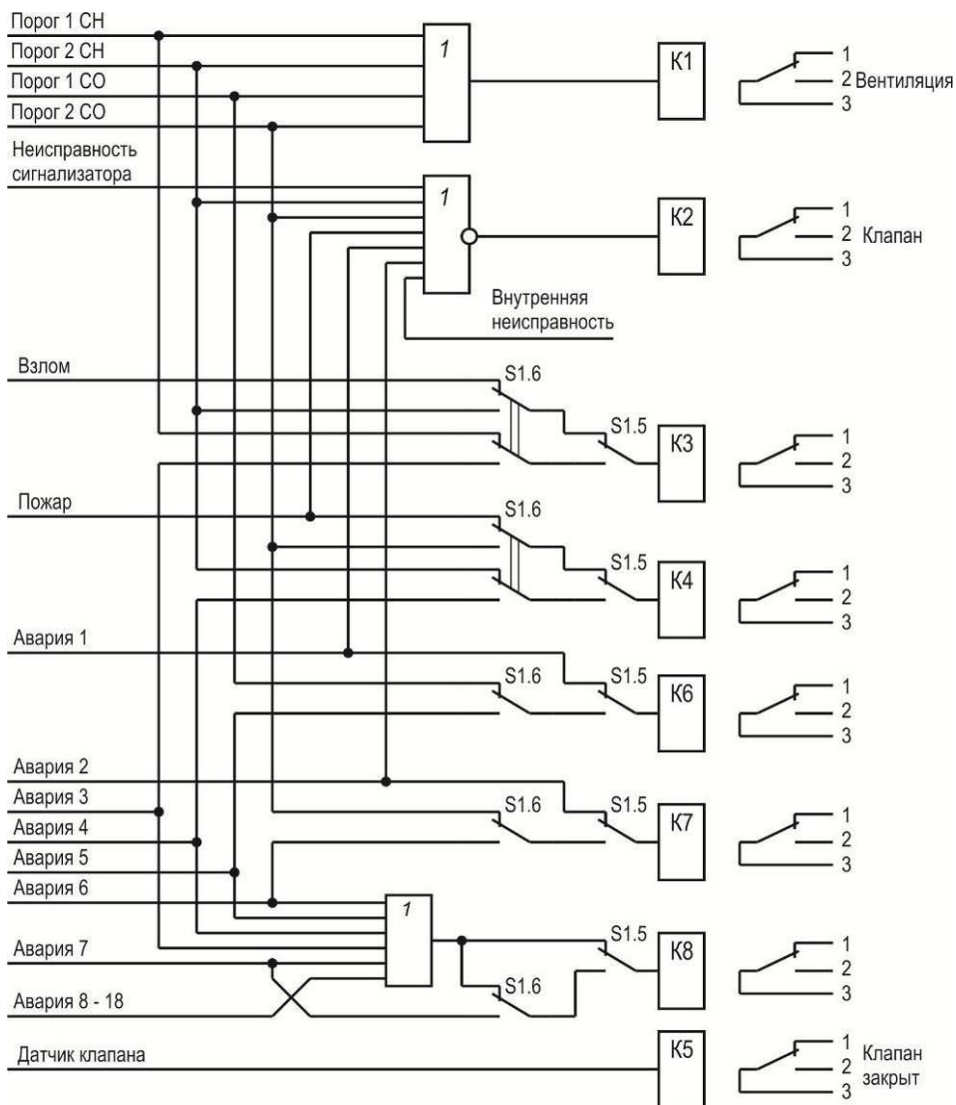 Порог 1 CH
Порог 2 CH
Порог 1 CO
Порог 2 CO
1
К1
1
2 Вентиляция
3
Неисправность
сигнализатора
1
К2
1
2 Клапан
3
Внутренняя
неисправность
Взлом
S1.6
S1.5
К3
1
2
3
Пожар
S1.6
S1.5
К4
1
2
3
Авария 1
S1.6
S1.5
К6
1
2
3
Авария 2
Авария 3
Авария 4
Авария 5
Авария 6
S1.6
S1.5
К7
1
2
3
1
Авария 7
Авария 8 - 18
S1.5
S1.6
К8
1
2
3
Датчик клапана
К5
1
2
3
Клапан
закрыт